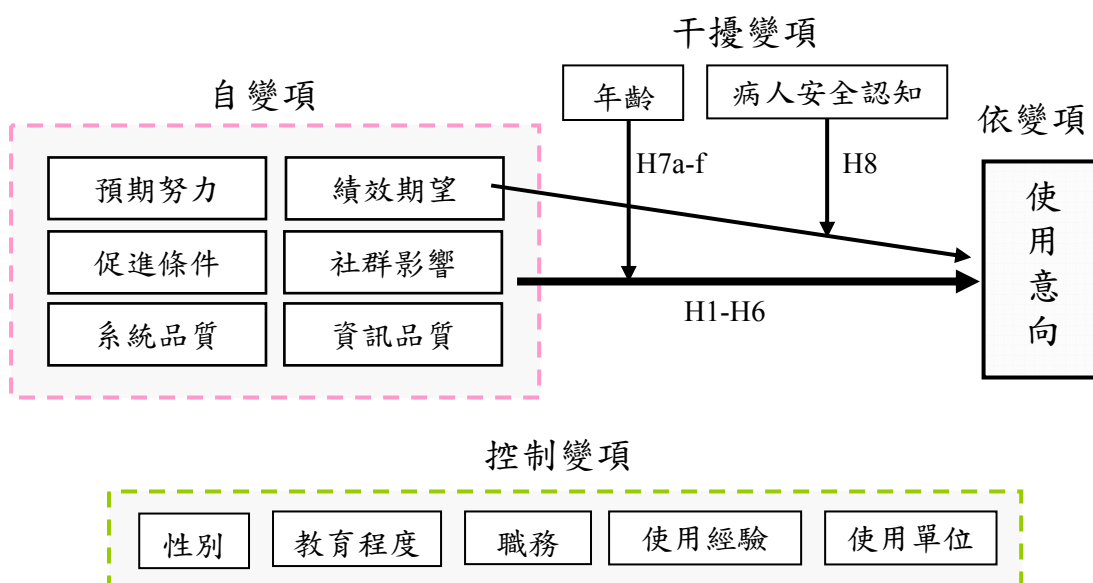 干擾變項
自變項
年齡
病人安全認知
依變項
H7a-f
H8
預期努力
績效期望
促進條件
社群影響
系統品質
資訊品質
H1-H6
使用意向
控制變項
性別
教育程度
職務
使用經驗
使用單位